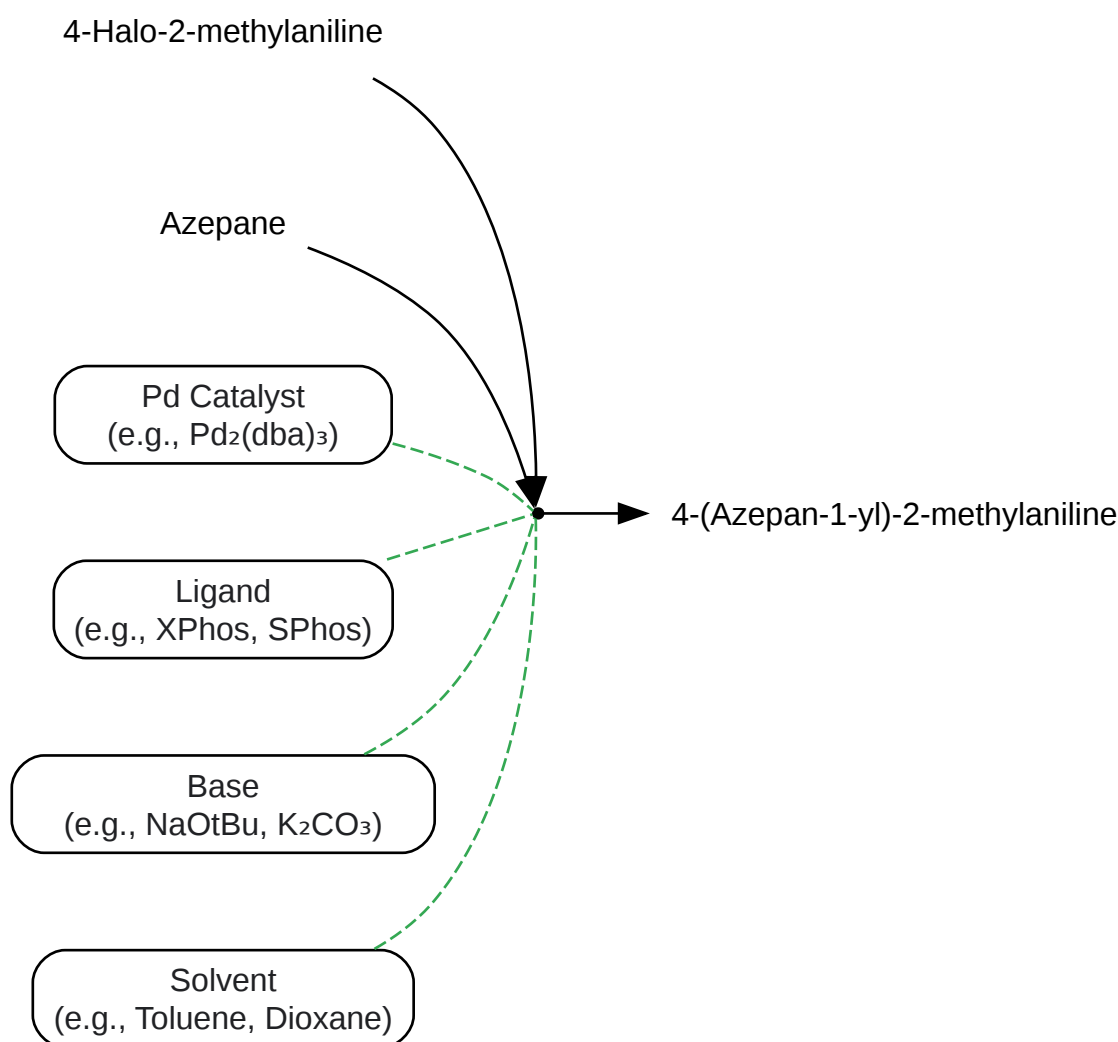 4-Halo-2-methylaniline
Azepane
Pd Catalyst
(e.g., Pd₂(dba)₃)
4-(Azepan-1-yl)-2-methylaniline
Ligand
(e.g., XPhos, SPhos)
Base
(e.g., NaOtBu, K₂CO₃)
Solvent
(e.g., Toluene, Dioxane)